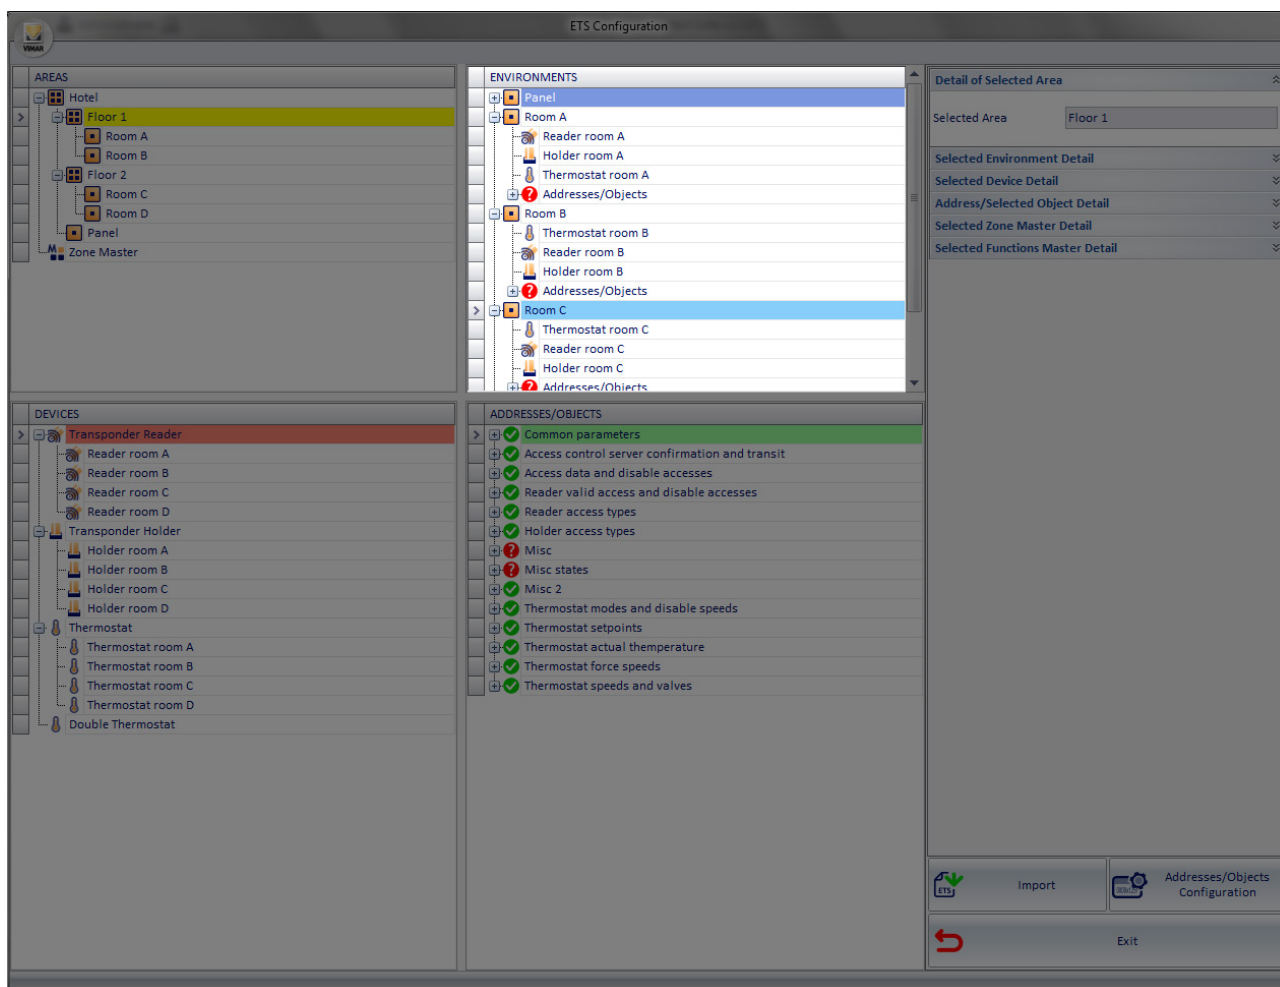 ETS Configuration
VIMAR
AREAS
Hotel
Floor 1
Room A
Room B
Floor 2
Room C
Room D
Panel
Zone Master
ENVIRONMENTS
Panel
Room A
Reader room A
Holder room A
Thermostat room A
Addresses/Objects
Room B
Thermostat room B
Reader room B
Holder room B
Addresses/Objects
Room C
Thermostat room C
Reader room C
Holder room C
Addresses/Objects
Detail of Selected Area
Selected Area Floor 1
Selected Environment Detail
Selected Device Detail
Address/Selected Object Detail
Selected Zone Master Detail
Selected Functions Master Detail
DEVICES
Transponder Reader
Reader room A
Reader room B
Reader room C
Reader room D
Transponder Holder
Holder room A
Holder room B
Holder room C
Holder room D
Thermostat
Thermostat room A
Thermostat room B
Thermostat room C
Thermostat room D
Double Thermostat
ADDRESSES/OBJECTS
Common parameters
Access control server confirmation and transit
Access data and disable accesses
Reader valid access and disable accesses
Reader access types
Holder access types
Misc
Misc states
Misc 2
Thermostat modes and disable speeds
Thermostat setpoints
Thermostat actual themperature
Thermostat force speeds
Thermostat speeds and valves
ETS
Import
Addresses/Objects
Configuration
Exit